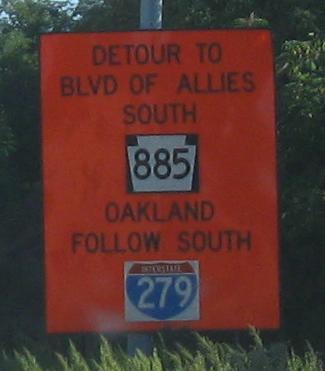 DETOUR TO
BLVD OF ALLIES
SOUTH
885
OAKLAND
FOLLOW SOUTH
INTERSTATE
279